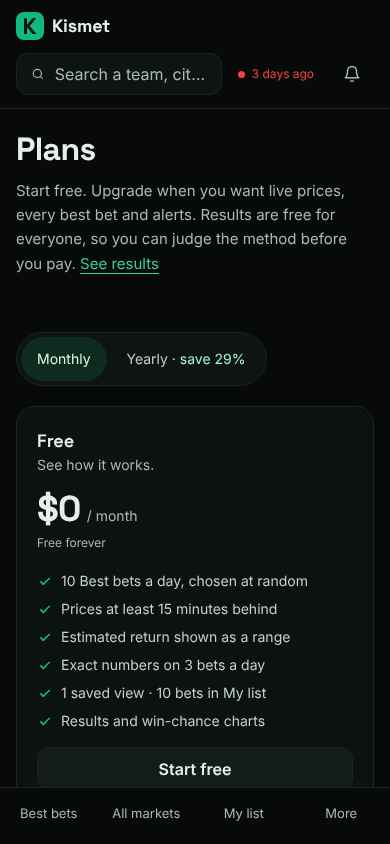 Kismet
Search a team, cit...
3 days ago
Plans
Start free. Upgrade when you want live prices,
every best bet and alerts. Results are free for
everyone, so you can judge the method before
you pay. See results
Monthly
Yearly · save 29%
Free
See how it works.
$0 / month
Free forever
10 Best bets a day, chosen at random
Prices at least 15 minutes behind
Estimated return shown as a range
Exact numbers on 3 bets a day
1 saved view · 10 bets in My list
Results and win-chance charts
Start free
Best bets
All markets
My list
More